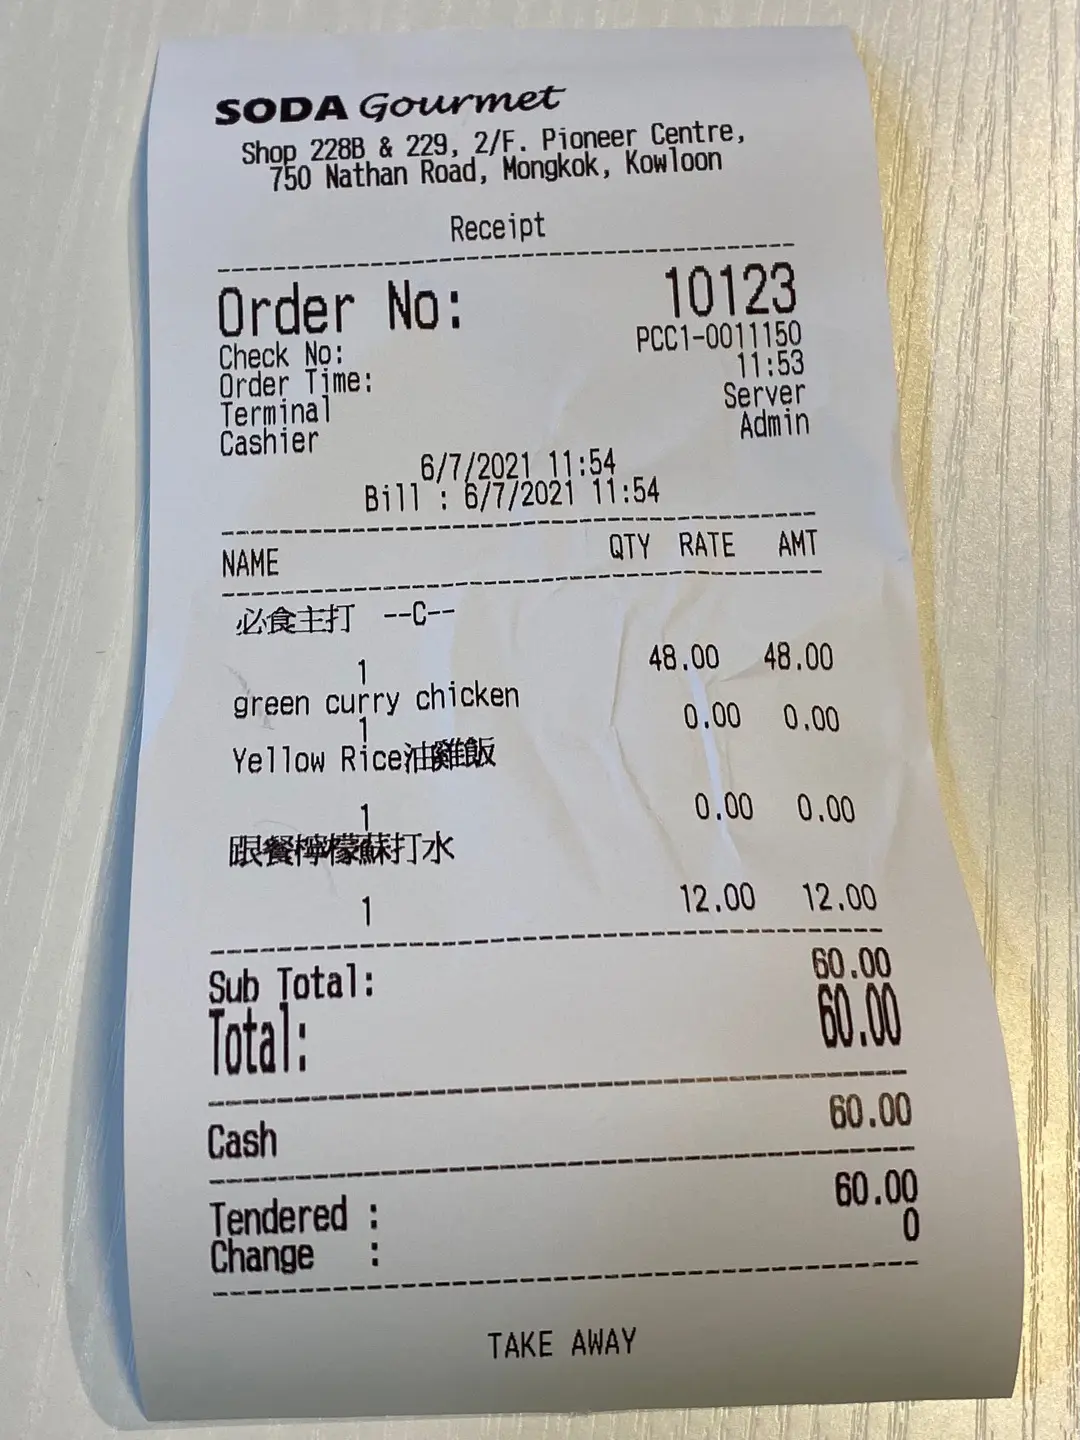 SODA Gourmet
Shop 228B & 229, 2/F. Pioneer Centre,
750 Nathan Road, Mongkok, Kowloon
Receipt
Order No: 10123
Check No: PCC1-0011150
Order Time: 11:53
Terminal Server
Cashier Admin
6/7/2021 11:54
Bill : 6/7/2021 11:54
NAME QTY RATE AMT
必食主打 --C--
1 48.00 48.00
green curry chicken
1 0.00 0.00
Yellow Rice油雞飯
1 0.00 0.00
跟餐檸檬蘇打水
1 12.00 12.00
Sub Total: 60.00
Total: 60.00
Cash 60.00
Tendered : 60.00
Change : 0
TAKE AWAY